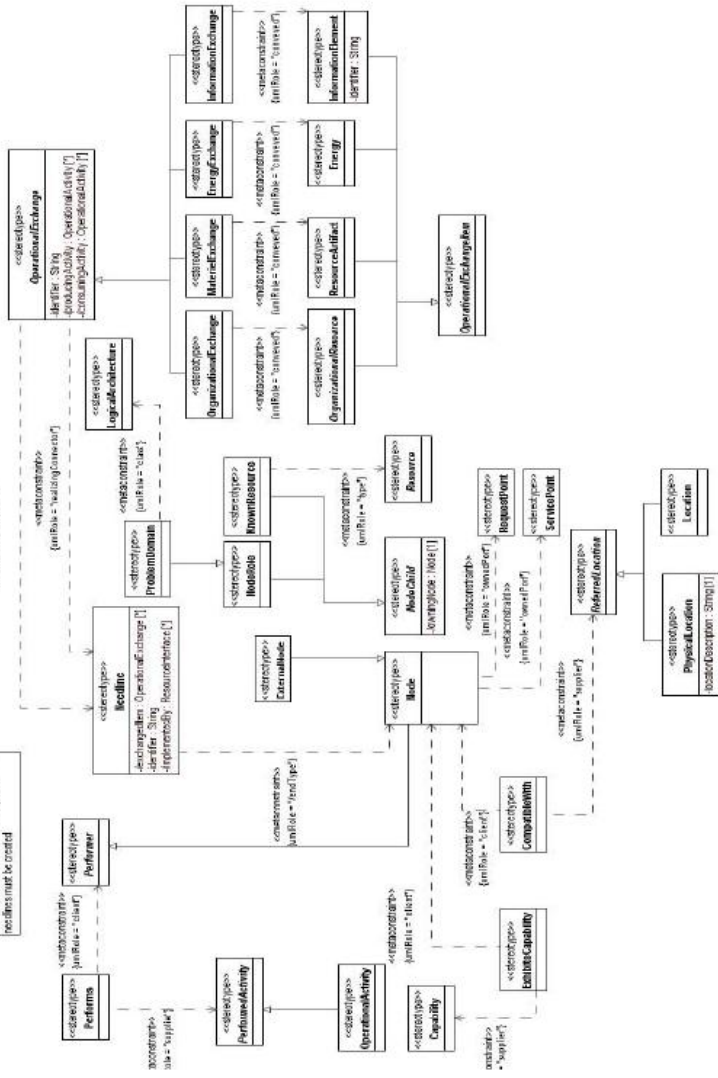 needlines must be created
<<stereotype>>
Performs
<<metaconstraint>>
{umlRole = "client"}
<<stereotype>>
Performer
<<stereotype>>
PerformedActivity
<<stereotype>>
OperationalActivity
<<stereotype>>
Capability
<<metaconstraint>>
{umlRole = "client"}
<<stereotype>>
ExhibitsCapability
<<stereotype>>
Needline
-/exchangedItem : OperationalExchange [*]
-identifier : String
-implementedBy : ResourceInterface [*]
<<metaconstraint>>
{umlRole = "/endType"}
<<metaconstraint>>
{umlRole = "client"}
<<stereotype>>
CompatibleWith
<<metaconstraint>>
{umlRole = "realizingConnector"}
<<stereotype>>
ExternalNode
<<stereotype>>
Node
<<metaconstraint>>
{umlRole = "supplier"}
<<stereotype>>
ProblemDomain
<<stereotype>>
NodeRole
<<stereotype>>
KnownResource
<<stereotype>>
NodeChild
-/owningNode : Node [1]
<<metaconstraint>>
{umlRole = "class"}
<<stereotype>>
LogicalArchitecture
<<metaconstraint>>
{umlRole = "type"}
<<stereotype>>
Resource
<<metaconstraint>>
{umlRole = "ownedPort"}
<<metaconstraint>>
{umlRole = "ownedPort"}
<<stereotype>>
RequestPoint
<<stereotype>>
ServicePoint
<<stereotype>>
ReferredLocation
<<stereotype>>
PhysicalLocation
-locationDescription : String [1]
<<stereotype>>
Location
<<stereotype>>
OperationalExchange
-identifier : String
-/producingActivity : OperationalActivity [*]
-/consumingActivity : OperationalActivity [*]
<<stereotype>>
OrganizationalExchange
<<stereotype>>
MaterielExchange
<<stereotype>>
EnergyExchange
<<stereotype>>
InformationExchange
<<metaconstraint>>
{umlRole = "conveyed"}
<<metaconstraint>>
{umlRole = "conveyed"}
<<metaconstraint>>
{umlRole = "conveyed"}
<<metaconstraint>>
{umlRole = "conveyed"}
<<stereotype>>
OrganizationalResource
<<stereotype>>
ResourceArtifact
<<stereotype>>
Energy
<<stereotype>>
InformationElement
-identifier : String
<<stereotype>>
OperationalExchangeItem